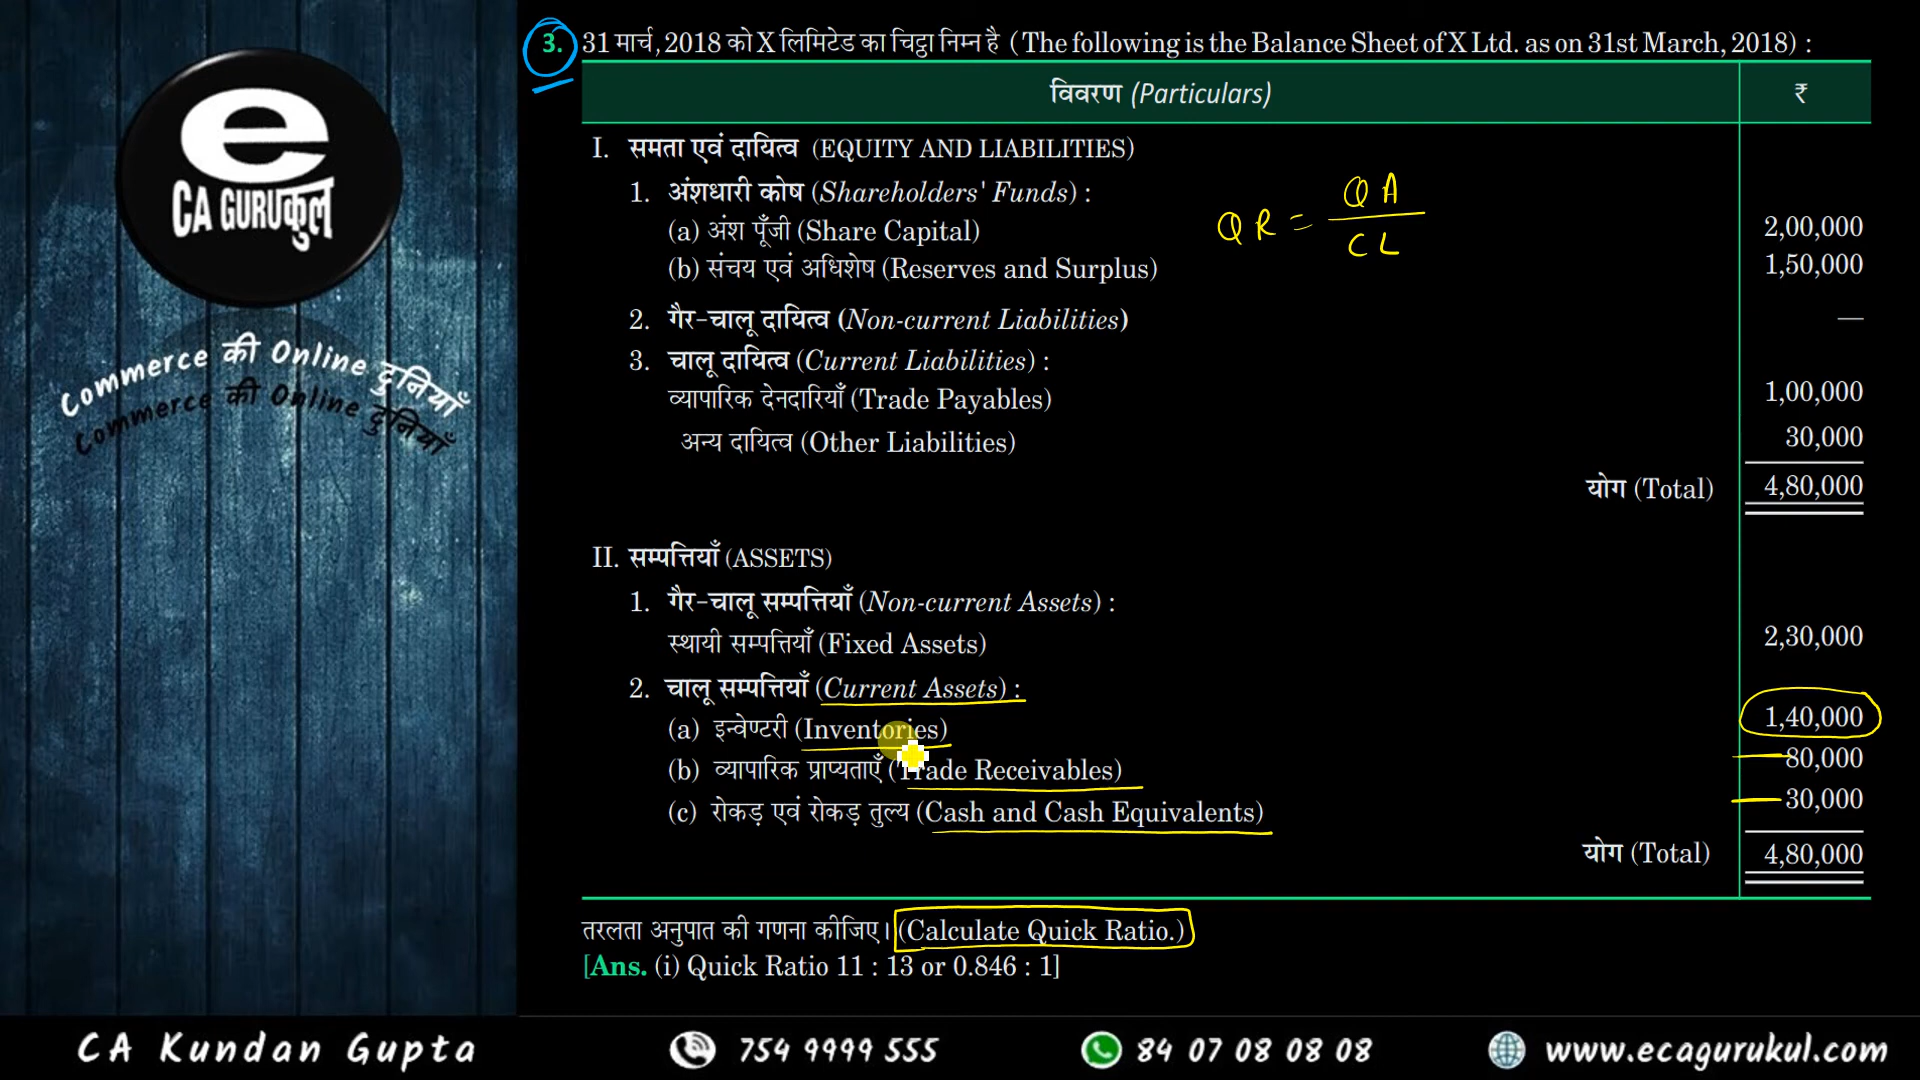 e
CA GURUकुल
Commerce की Online दुनियाँ
Commerce की Online दुनियाँ
3. 31 मार्च, 2018 को X लिमिटेड का चिट्ठा निम्न है (The following is the Balance Sheet of X Ltd. as on 31st March, 2018) :
विवरण (Particulars) ₹
I. समता एवं दायित्व (EQUITY AND LIABILITIES)
1. अंशधारी कोष (Shareholders' Funds) :
(a) अंश पूँजी (Share Capital) 2,00,000
(b) संचय एवं अधिशेष (Reserves and Surplus) 1,50,000
QR = QA
CL
2. गैर-चालू दायित्व (Non-current Liabilities) —
3. चालू दायित्व (Current Liabilities) :
व्यापारिक देनदारियाँ (Trade Payables) 1,00,000
अन्य दायित्व (Other Liabilities) 30,000
योग (Total) 4,80,000
II. सम्पत्तियाँ (ASSETS)
1. गैर-चालू सम्पत्तियाँ (Non-current Assets) :
स्थायी सम्पत्तियाँ (Fixed Assets) 2,30,000
2. चालू सम्पत्तियाँ (Current Assets) :
(a) इन्वेण्टरी (Inventories) 1,40,000
(b) व्यापारिक प्राप्यताएँ (Trade Receivables) 80,000
(c) रोकड़ एवं रोकड़ तुल्य (Cash and Cash Equivalents) 30,000
योग (Total) 4,80,000
तरलता अनुपात की गणना कीजिए। (Calculate Quick Ratio.)
[Ans. (i) Quick Ratio 11 : 13 or 0.846 : 1]
CA Kundan Gupta 754 9999 555 84 07 08 08 08 www.ecagurukul.com